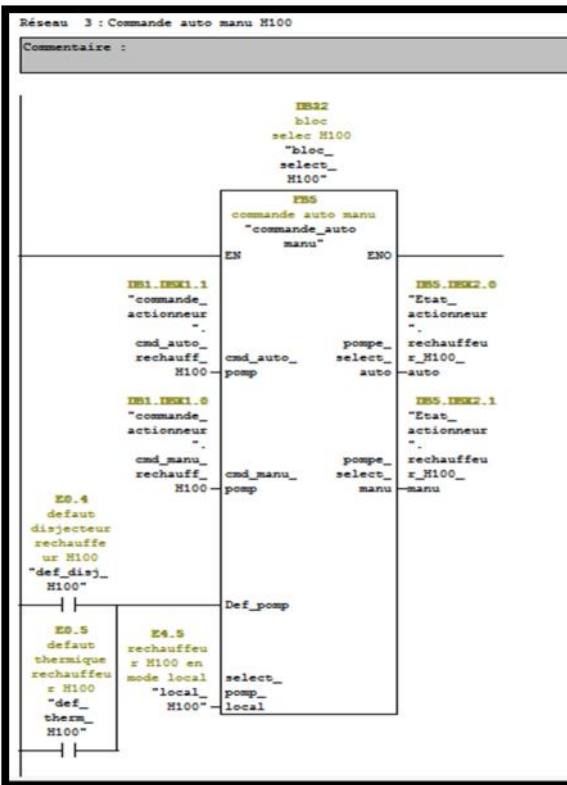 Réseau 3 : Commande auto manu H100
Commentaire :
DB22
bloc
selec H100
"bloc_
select_
H100"
FB5
commande auto manu
"commande_auto
manu"
EN
ENO
DB1.DBX1.1
"commande_
actionneur
".
cmd_auto_
rechauff_
H100
cmd_auto_
pomp
DB5.DBX2.0
"Etat_
actionneur
".
rechauffeu
r_H100_
auto
pompe_
select_
auto
DB1.DBX1.0
"commande_
actionneur
".
cmd_manu_
rechauff_
H100
cmd_manu_
pomp
DB5.DBX2.1
"Etat_
actionneur
".
rechauffeu
r_H100_
manu
pompe_
select_
manu
E0.4
defaut
disjecteur
rechauffe
ur H100
"def_disj_
H100"
Def_pomp
E0.5
defaut
thermique
rechauffeu
r H100
"def_
therm_
H100"
E4.5
rechauffeu
r H100 en
mode local
"local_
H100"
select_
pomp_
local